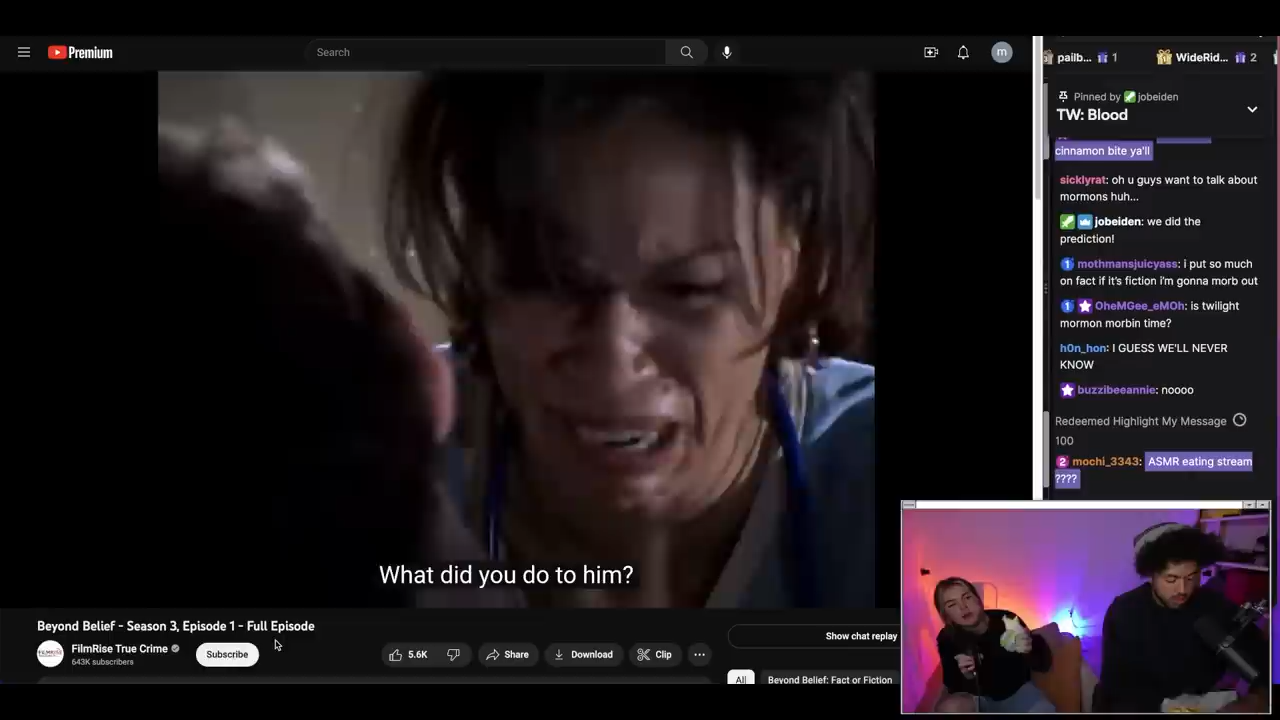 Premium
Search
m
What did you do to him?
Beyond Belief - Season 3, Episode 1 - Full Episode
FilmRise True Crime
643K subscribers
Subscribe
5.6K
Share
Download
Clip
Show chat replay
All
Beyond Belief: Fact or Fiction
pailb... 1
WideRid... 2
Pinned by jobeiden
TW: Blood
cinnamon bite ya'll
sicklyrat: oh u guys want to talk about
mormons huh...
jobeiden: we did the
prediction!
1 mothmansjuicyass: i put so much
on fact if it's fiction i'm gonna morb out
1 OheMGee_eMOh: is twilight
mormon morbin time?
h0n_hon: I GUESS WE'LL NEVER
KNOW
buzzibeeannie: noooo
Redeemed Highlight My Message
100
2 mochi_3343: ASMR eating stream
????